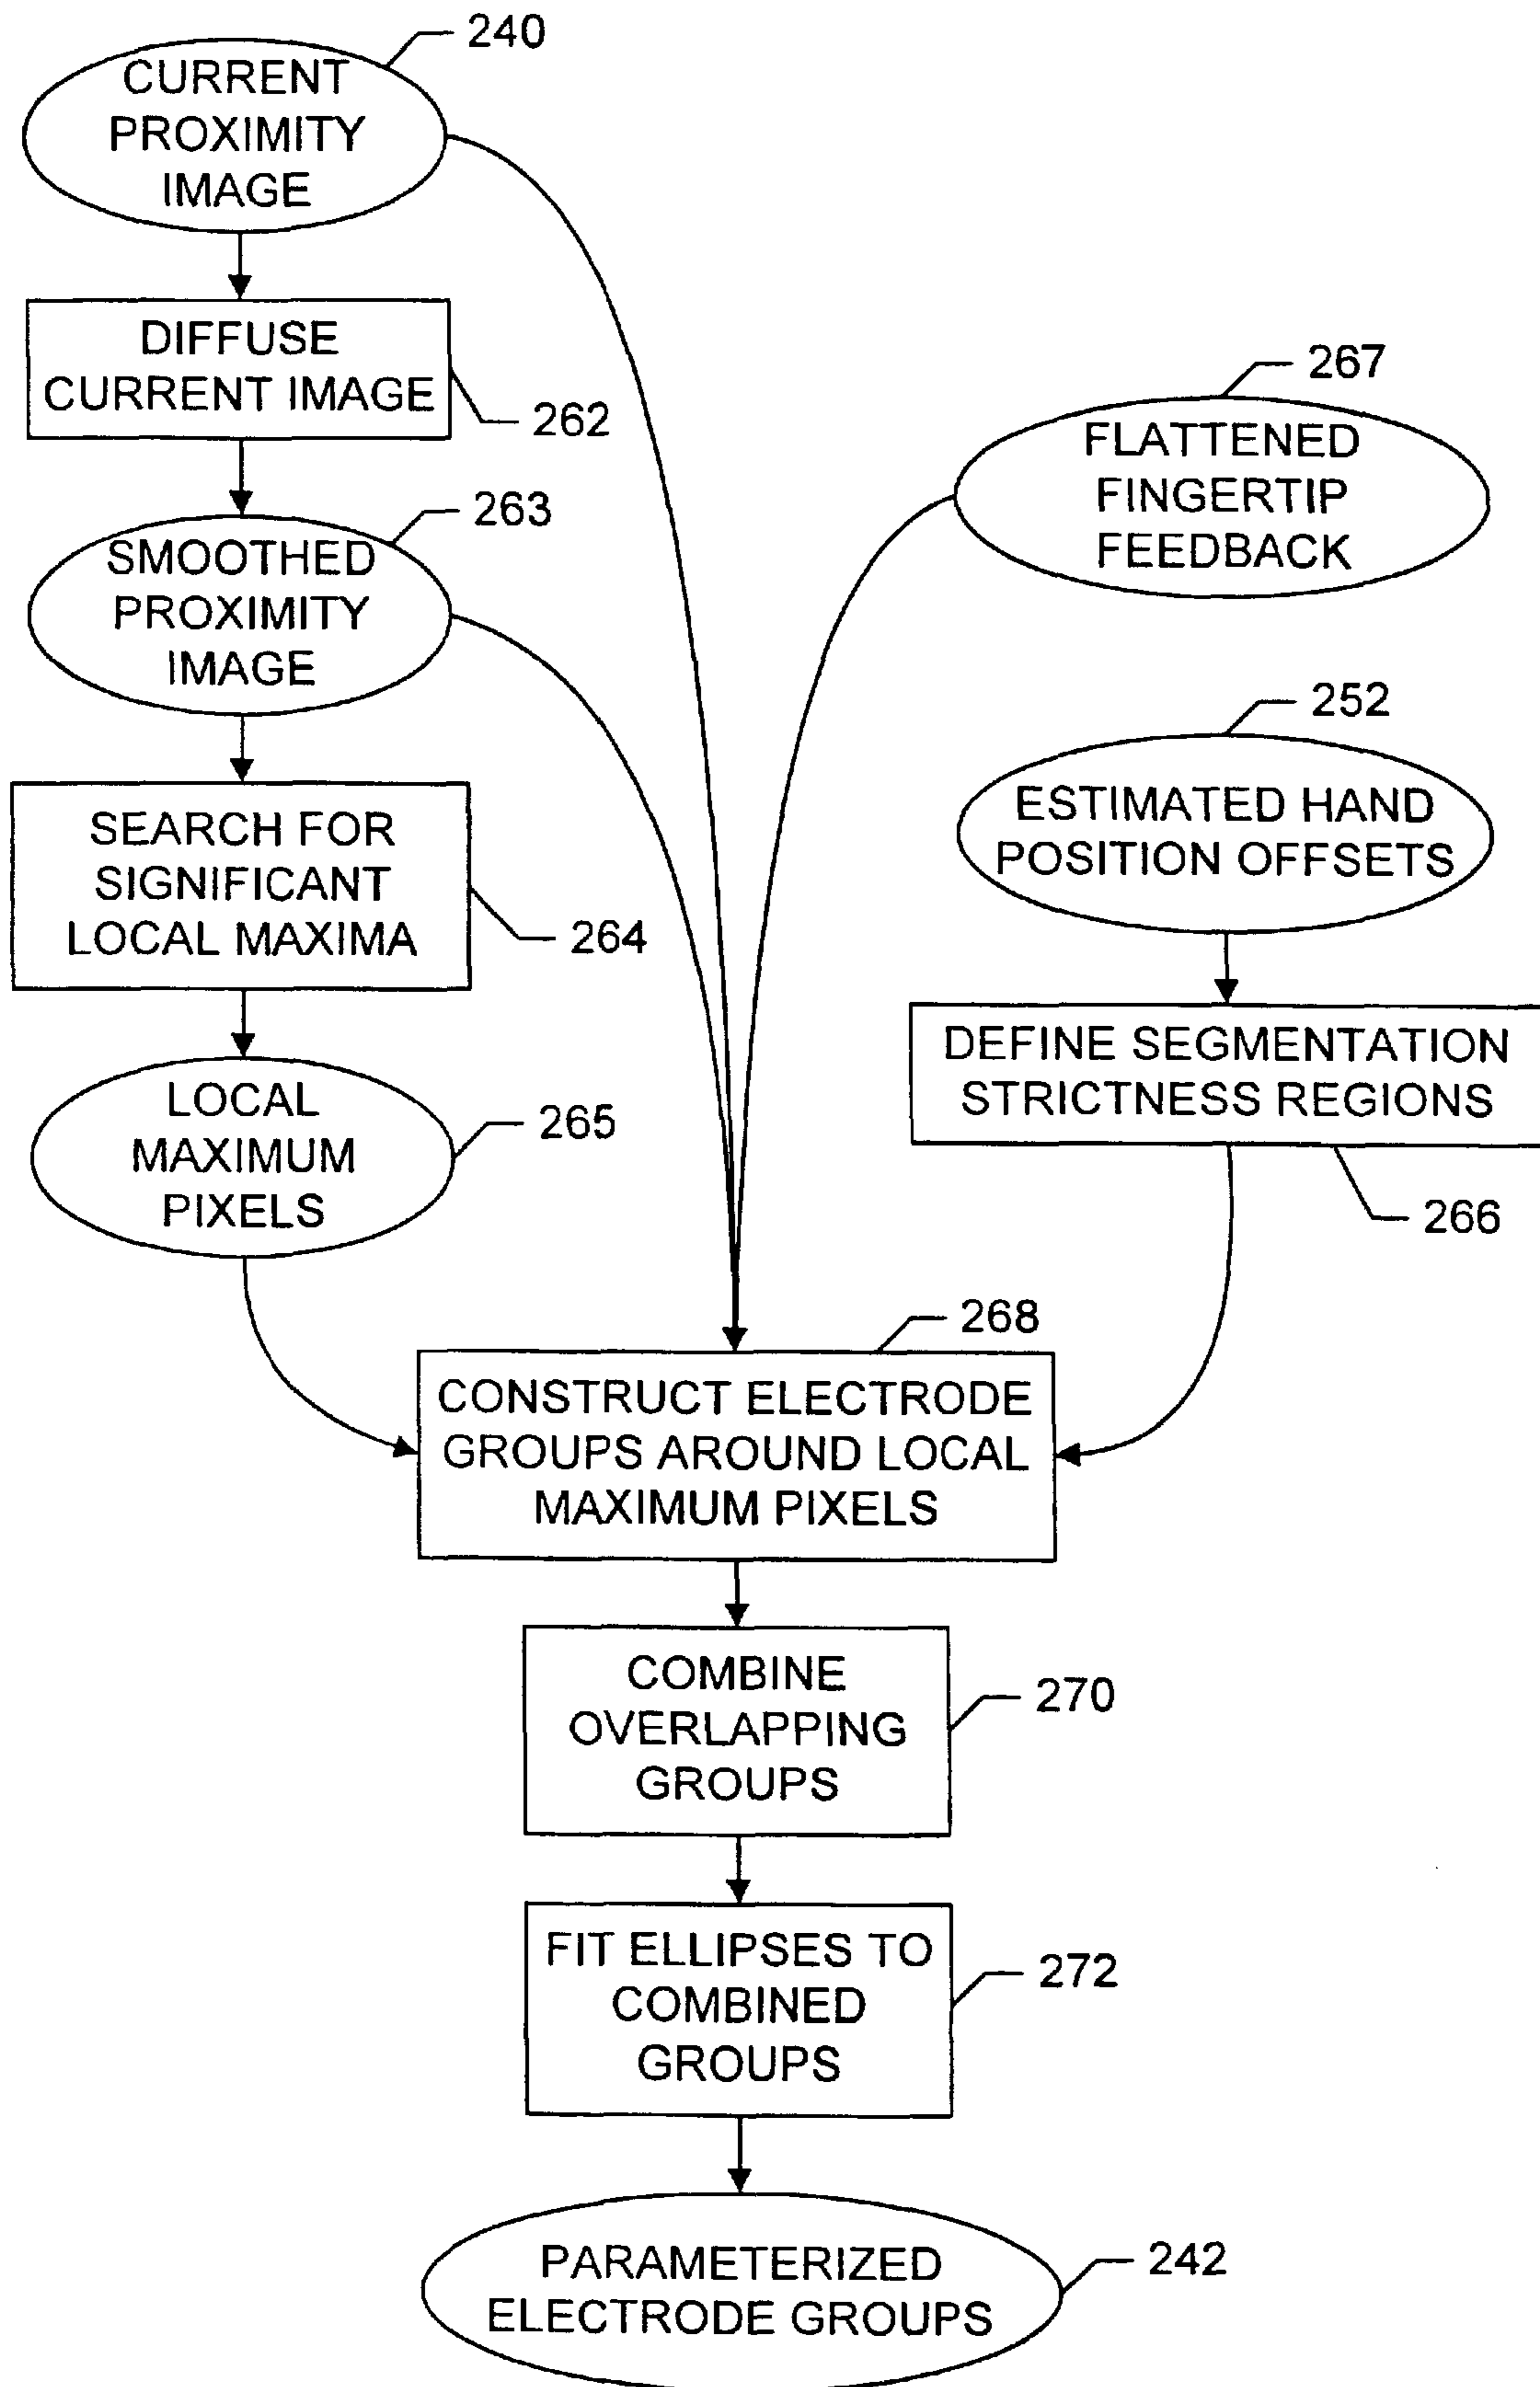 240
CURRENT
PROXIMITY
IMAGE
DIFFUSE
CURRENT IMAGE
262
263
SMOOTHED
PROXIMITY
IMAGE
SEARCH FOR
SIGNIFICANT
LOCAL MAXIMA
264
LOCAL
MAXIMUM
PIXELS
265
267
FLATTENED
FINGERTIP
FEEDBACK
252
ESTIMATED HAND
POSITION OFFSETS
DEFINE SEGMENTATION
STRICTNESS REGIONS
266
268
CONSTRUCT ELECTRODE
GROUPS AROUND LOCAL
MAXIMUM PIXELS
COMBINE
OVERLAPPING
GROUPS
270
FIT ELLIPSES TO
COMBINED
GROUPS
272
PARAMETERIZED
ELECTRODE GROUPS
242